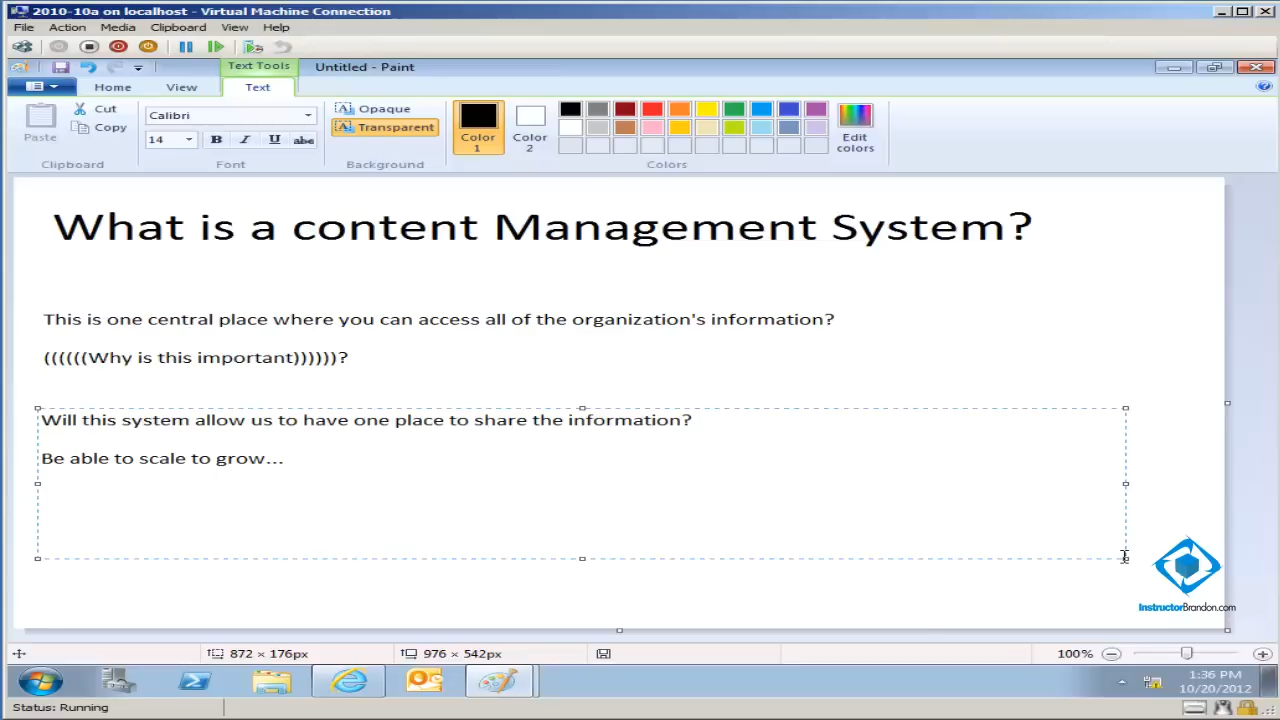 2010-10a on localhost - Virtual Machine Connection
File Action Media Clipboard View Help
Text Tools Untitled - Paint
Home View Text
Paste
Cut
Copy
Clipboard
Calibri
14 B I U abc
Font
Opaque
Transparent
Background
Color 1
Color 2
Edit colors
Colors
What is a content Management System?
This is one central place where you can access all of the organization's information?
((((((Why is this important))))))?
Will this system allow us to have one place to share the information?
Be able to scale to grow...
InstructorBrandon.com
872 × 176px 976 × 542px 100%
1:36 PM
10/20/2012
Status: Running